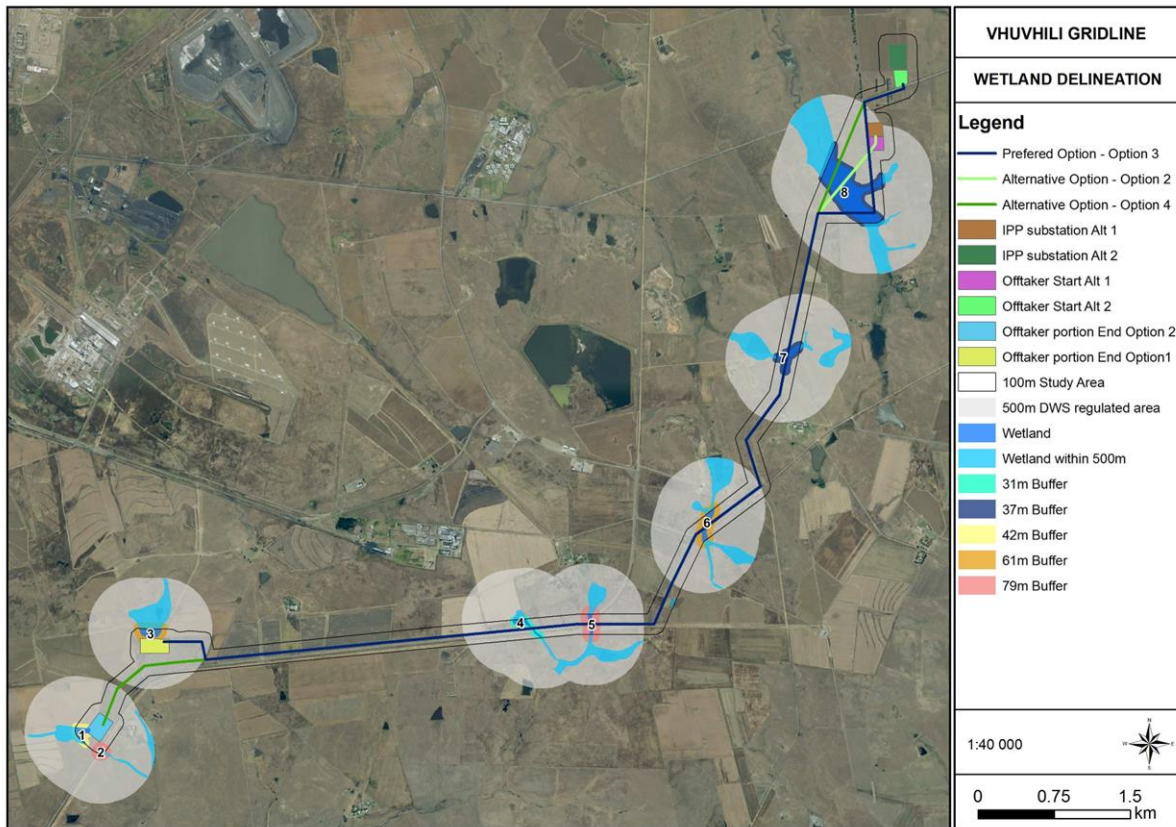 VHUVHILI GRIDLINE
WETLAND DELINEATION
Legend
Prefered Option - Option 3
Alternative Option - Option 2
Alternative Option - Option 4
IPP substation Alt 1
IPP substation Alt 2
Offtaker Start Alt 1
Offtaker Start Alt 2
Offtaker portion End Option 2
Offtaker portion End Option1
100m Study Area
500m DWS regulated area
Wetland
Wetland within 500m
31m Buffer
37m Buffer
42m Buffer
61m Buffer
79m Buffer
1:40 000
N
W
E
S
0 0.75 1.5
km
8
7
6
5
4
3
1
2